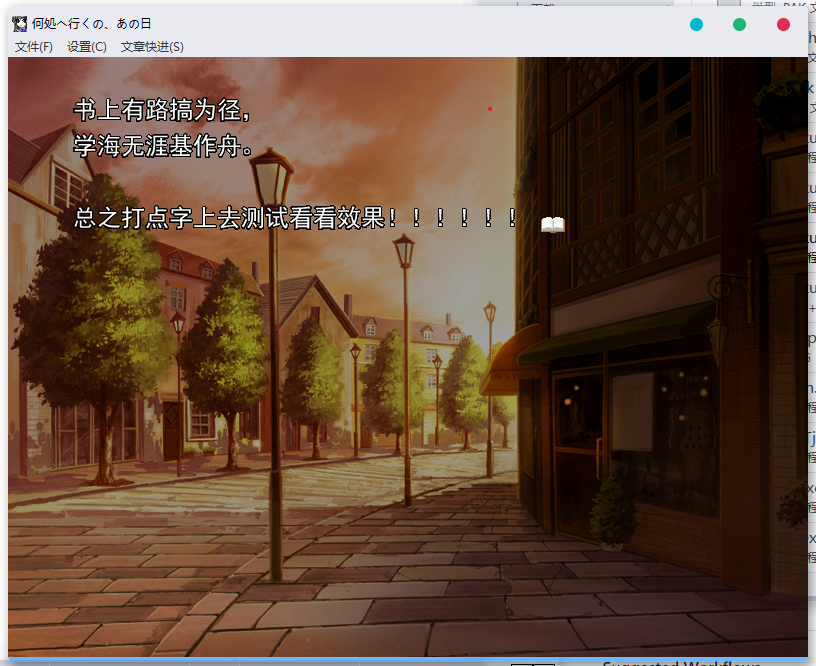 何処へ行くの、あの日
文件(F) 设置(C) 文章快进(S)
书上有路搞为径，
学海无涯基作舟。
总之打点字上去测试看看效果！！！！！！